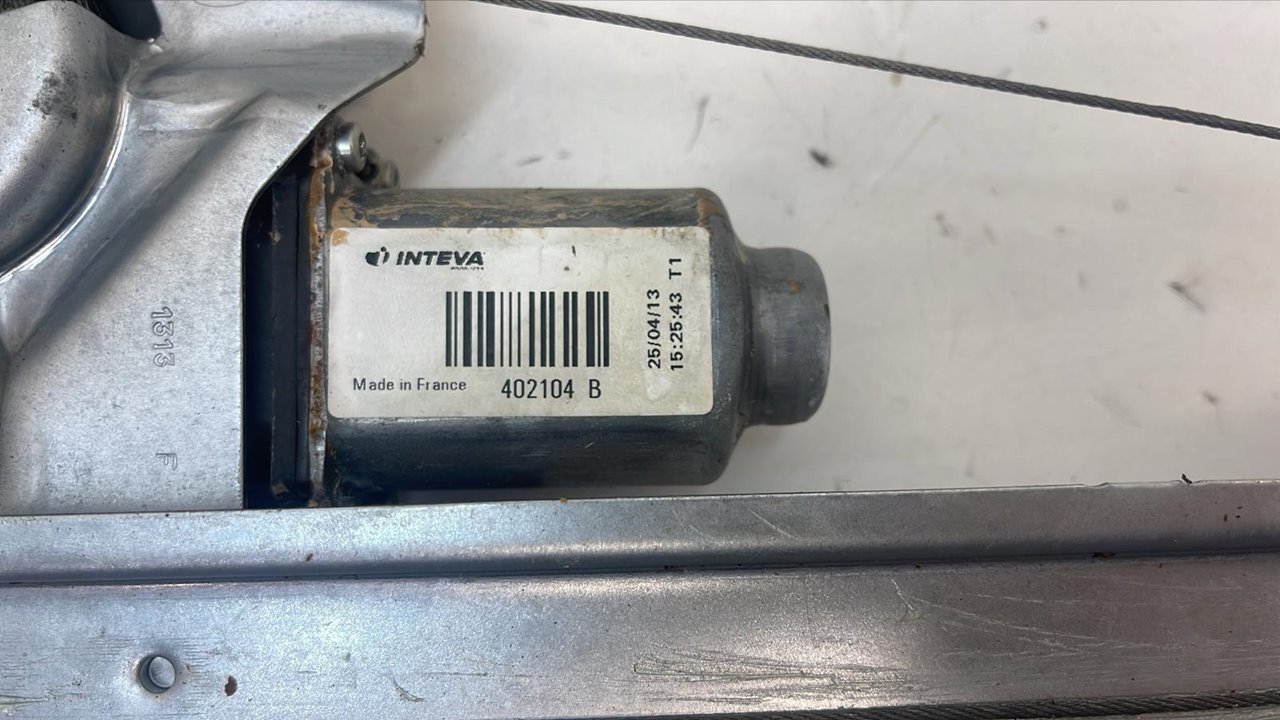 INTEVA
Made in France
402104 B
25/04/13
15:25:43 T1
1313
F